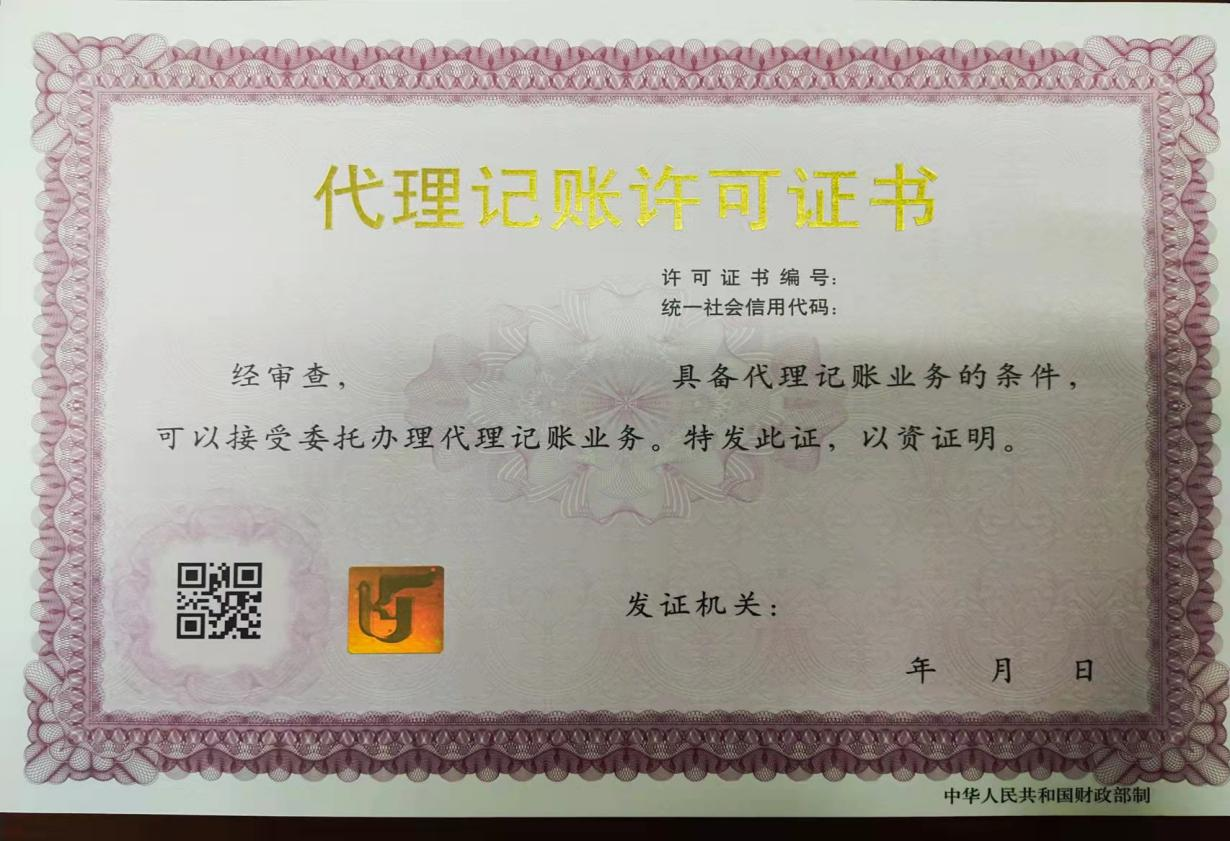 代理记账许可证书
许可证书编号:
统一社会信用代码:
经审查, 具备代理记账业务的条件,
可以接受委托办理代理记账业务。特发此证, 以资证明。
发证机关:
年 月 日
中华人民共和国财政部制